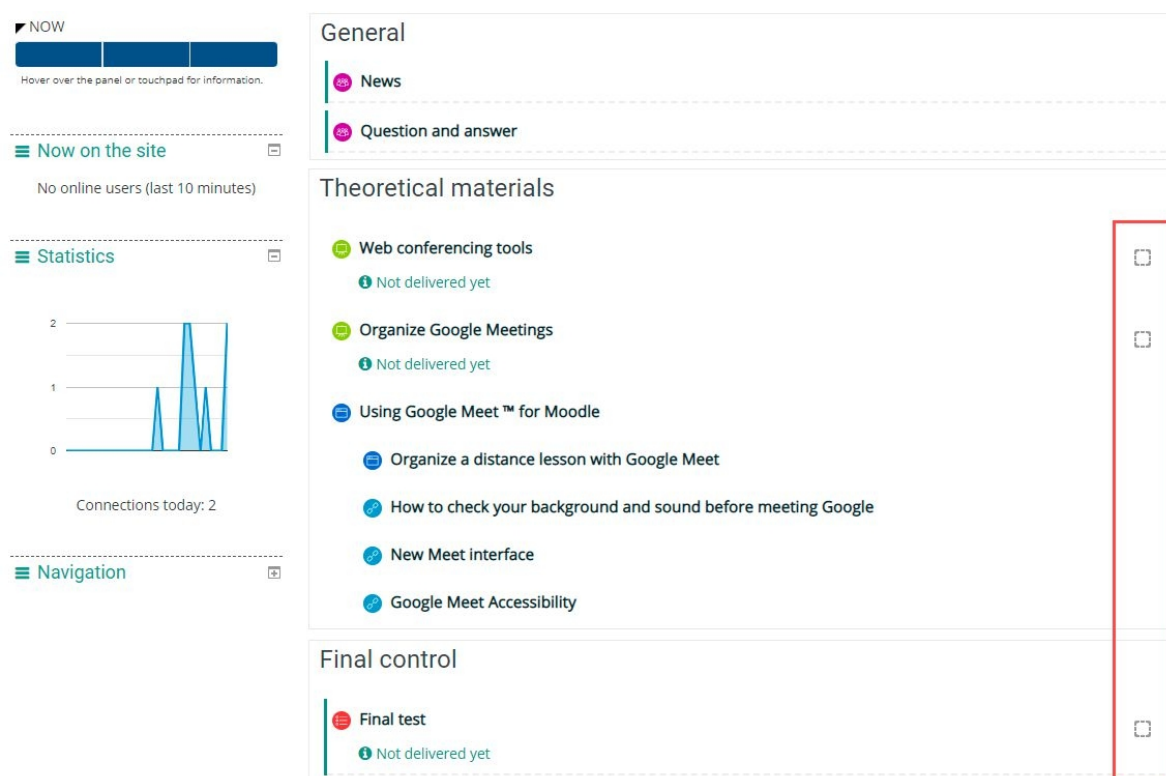 NOW
Hover over the panel or touchpad for information.
Now on the site
No online users (last 10 minutes)
Statistics
2
1
0
Connections today: 2
Navigation
General
News
Question and answer
Theoretical materials
Web conferencing tools
Not delivered yet
Organize Google Meetings
Not delivered yet
Using Google Meet ™ for Moodle
Organize a distance lesson with Google Meet
How to check your background and sound before meeting Google
New Meet interface
Google Meet Accessibility
Final control
Final test
Not delivered yet